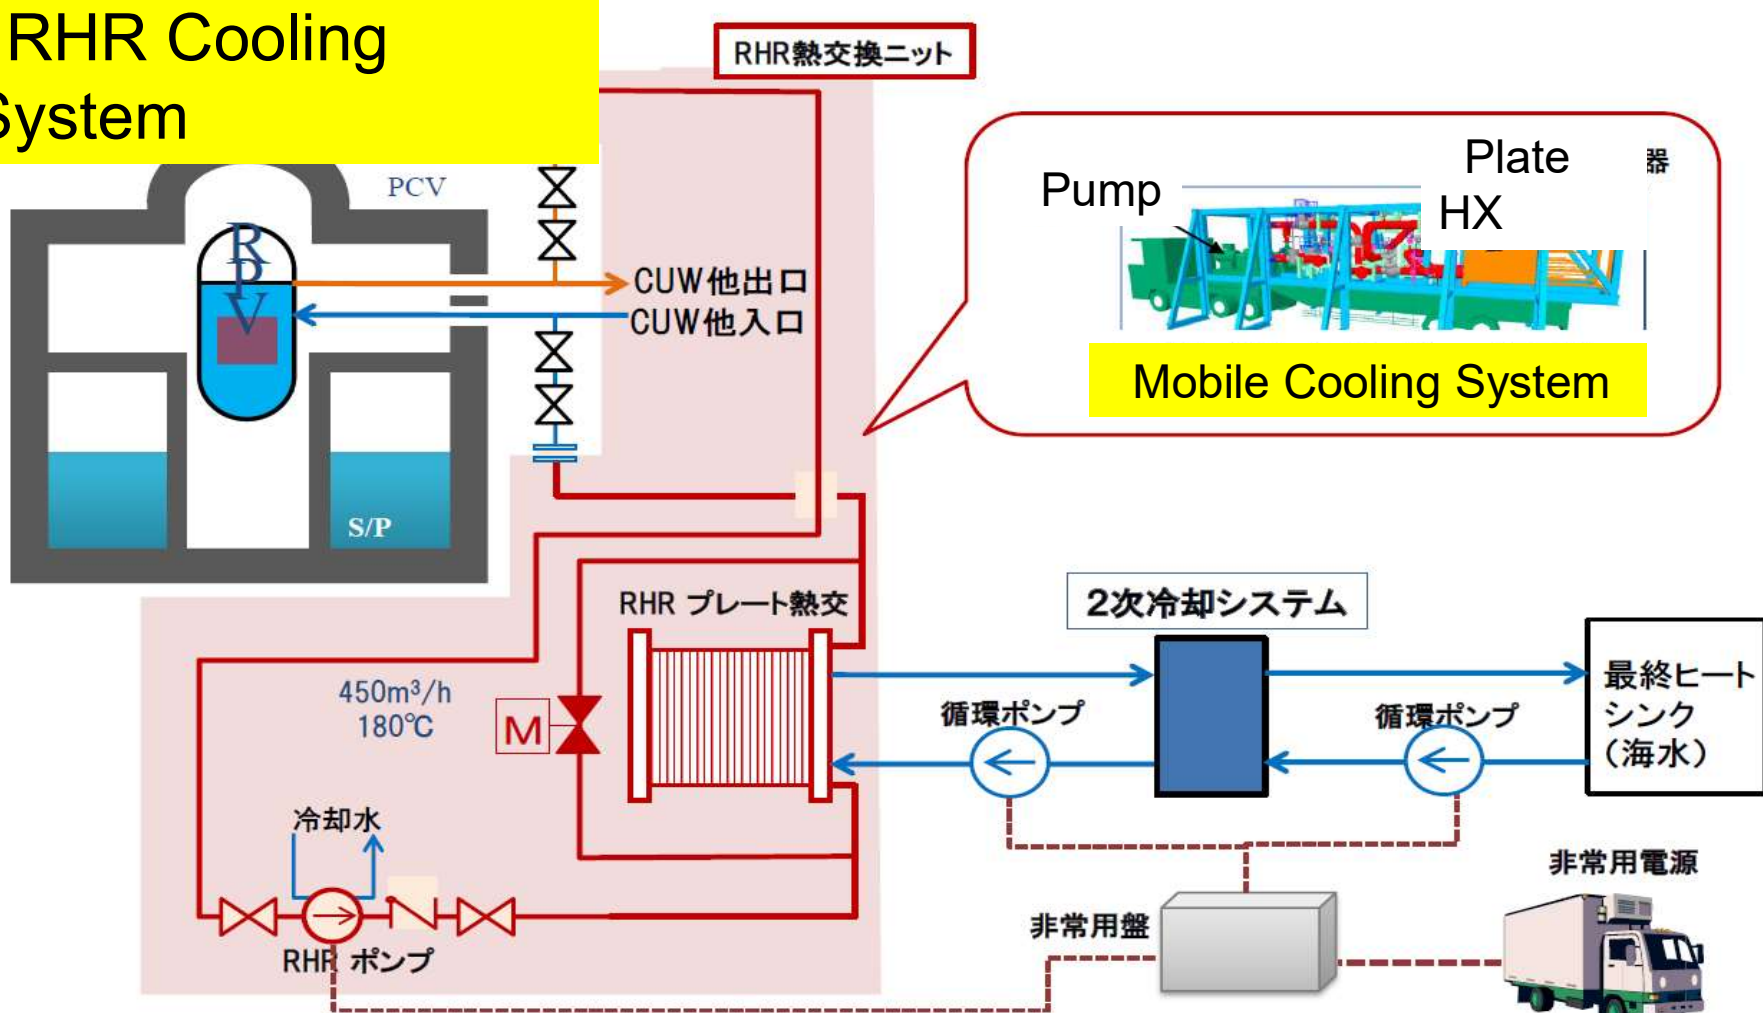 RHR Cooling
System
RHR熱交換ニット
PCV
RPV
CUW他出口
CUW他入口
S/P
Pump
Plate
HX
器
Mobile Cooling System
RHR プレート熱交
450m³/h
180℃
M
2次冷却システム
循環ポンプ
循環ポンプ
最終ヒート
シンク
（海水）
冷却水
RHR ポンプ
非常用盤
非常用電源